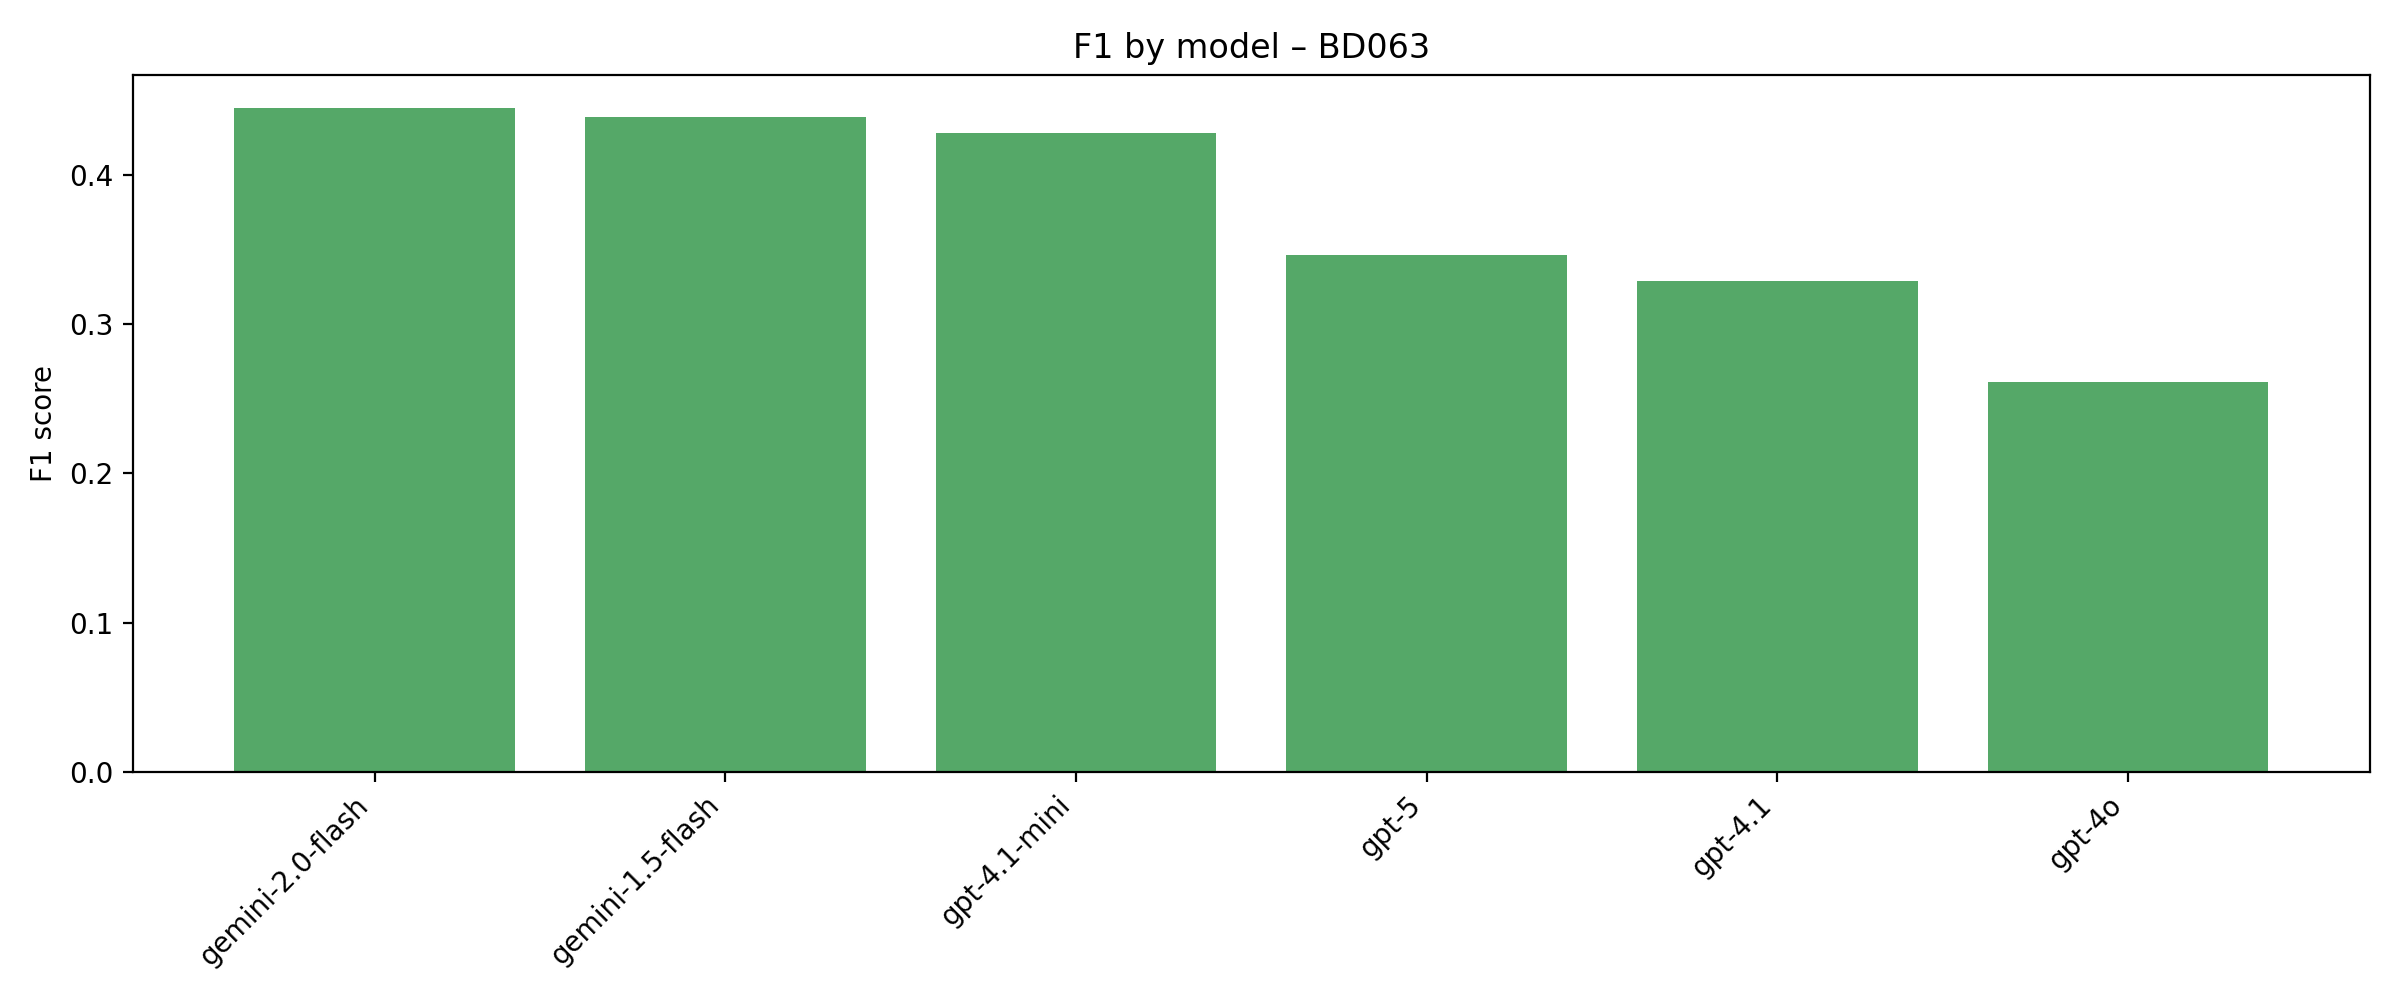 F1 by model – BD063
F1 score
0.4
0.3
0.2
0.1
0.0
gemini-2.0-flash
gemini-1.5-flash
gpt-4.1-mini
gpt-5
gpt-4.1
gpt-4o